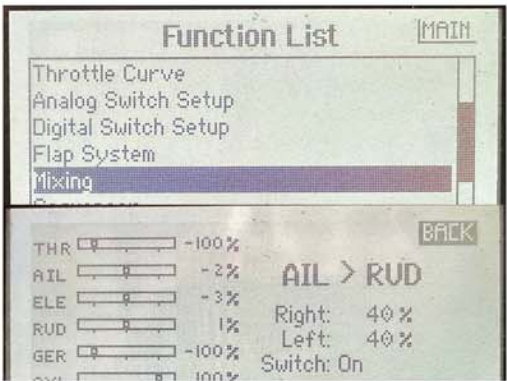 Function List
MAIN
Throttle Curve
Analog Switch Setup
Digital Switch Setup
Flap System
Mixing
BACK
THR -100%
AIL -2%
ELE -3%
RUD 1%
GER -100%
100%
AIL > RUD
Right: 40%
Left: 40%
Switch: On